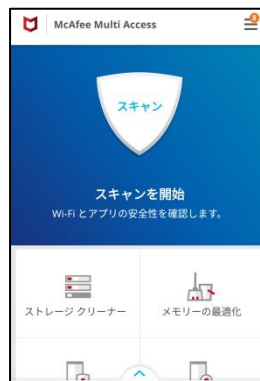 McAfee Multi Access
8
スキャン
スキャンを開始
Wi-Fi とアプリの安全性を確認します。
ストレージ クリーナー
メモリーの最適化